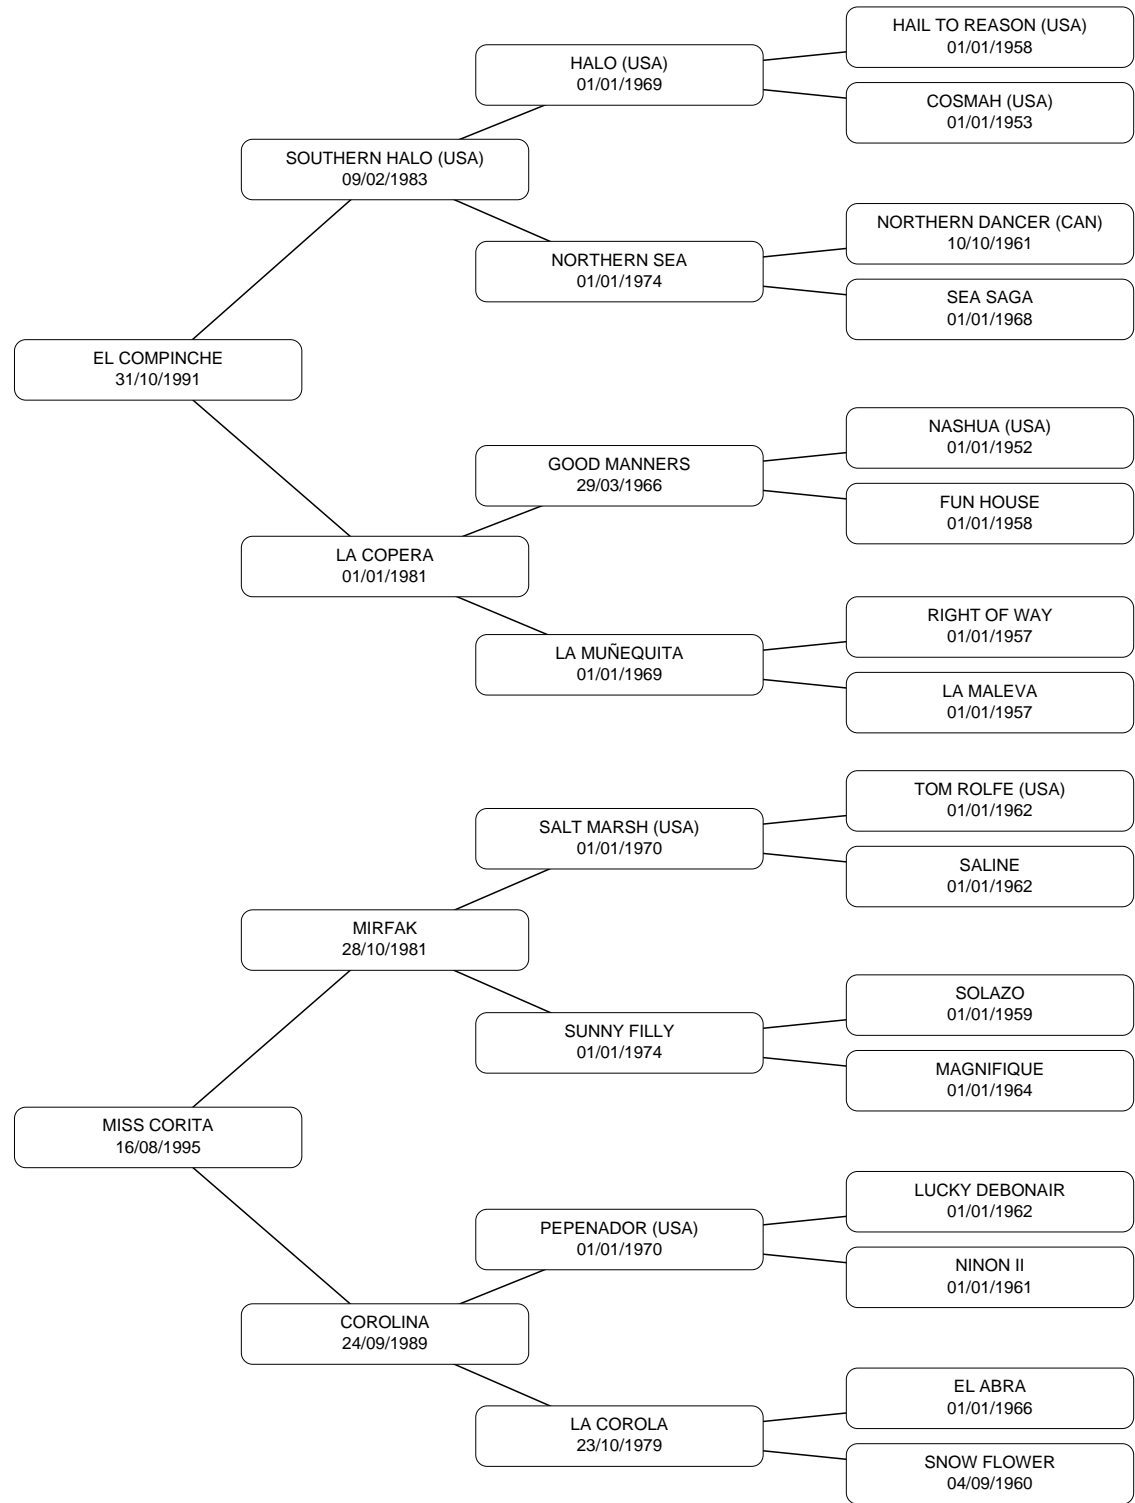 HAIL TO REASON (USA)
01/01/1958
HALO (USA)
01/01/1969
COSMAH (USA)
01/01/1953
SOUTHERN HALO (USA)
09/02/1983
NORTHERN DANCER (CAN)
10/10/1961
NORTHERN SEA
01/01/1974
SEA SAGA
01/01/1968
EL COMPINCHE
31/10/1991
NASHUA (USA)
01/01/1952
GOOD MANNERS
29/03/1966
FUN HOUSE
01/01/1958
LA COPERA
01/01/1981
RIGHT OF WAY
01/01/1957
LA MUÑEQUITA
01/01/1969
LA MALEVA
01/01/1957
TOM ROLFE (USA)
01/01/1962
SALT MARSH (USA)
01/01/1970
SALINE
01/01/1962
MIRFAK
28/10/1981
SOLAZO
01/01/1959
SUNNY FILLY
01/01/1974
MAGNIFIQUE
01/01/1964
MISS CORITA
16/08/1995
LUCKY DEBONAIR
01/01/1962
PEPENADOR (USA)
01/01/1970
NINON II
01/01/1961
COROLINA
24/09/1989
EL ABRA
01/01/1966
LA COROLA
23/10/1979
SNOW FLOWER
04/09/1960